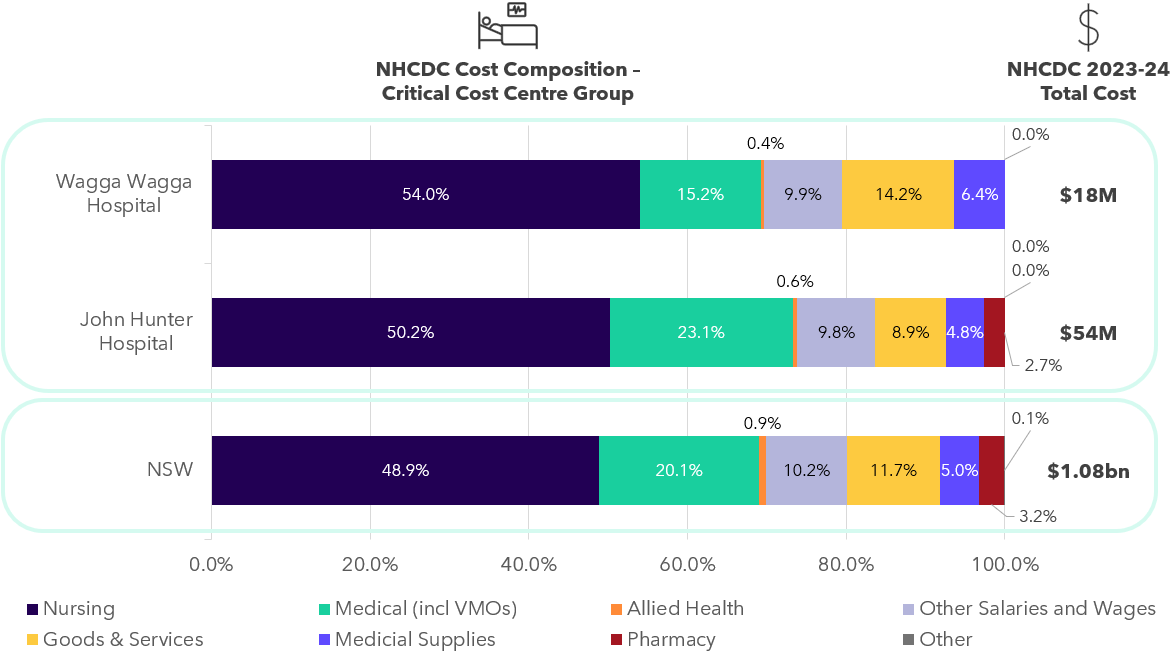 NHCDC Cost Composition –
Critical Cost Centre Group
NHCDC 2023-24
Total Cost
Wagga Wagga
Hospital
54.0%
15.2%
0.4%
9.9%
14.2%
6.4%
0.0%
0.0%
$18M
John Hunter
Hospital
50.2%
23.1%
0.6%
9.8%
8.9%
4.8%
2.7%
0.0%
$54M
NSW
48.9%
20.1%
0.9%
10.2%
11.7%
5.0%
3.2%
0.1%
$1.08bn
0.0% 20.0% 40.0% 60.0% 80.0% 100.0%
Nursing Medical (incl VMOs) Allied Health Other Salaries and Wages
Goods & Services Medicial Supplies Pharmacy Other